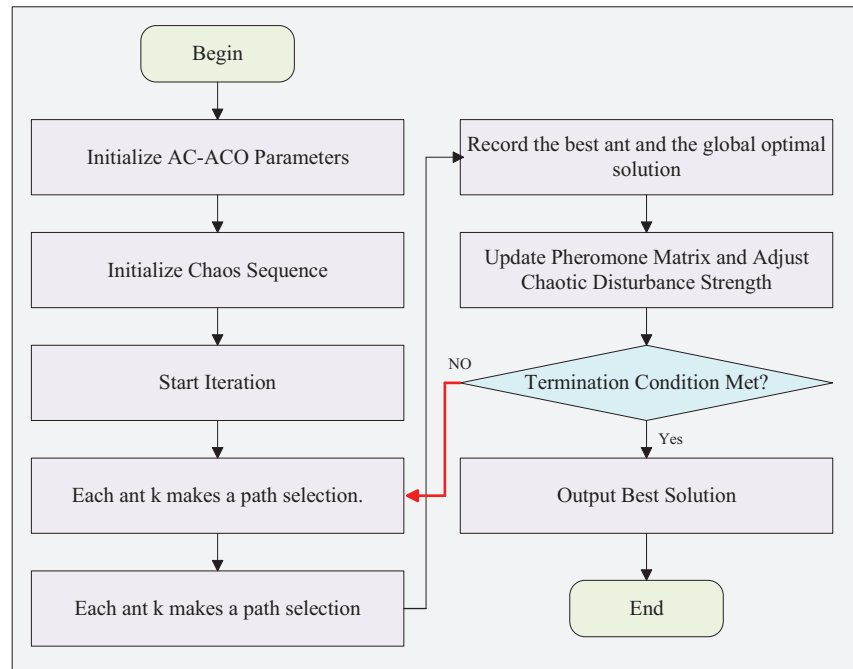 Begin
Initialize AC-ACO Parameters
Initialize Chaos Sequence
Start Iteration
Each ant k makes a path selection.
Each ant k makes a path selection
Record the best ant and the global optimal
solution
Update Pheromone Matrix and Adjust
Chaotic Disturbance Strength
NO
Termination Condition Met?
Yes
Output Best Solution
End